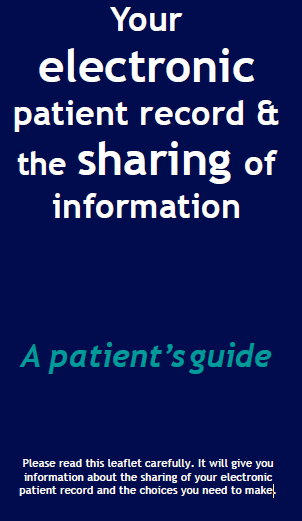 Your
electronic
patient record &
the sharing of
information
A patient's guide
Please read this leaflet carefully. It will give you
information about the sharing of your electronic
patient record and the choices you need to make.